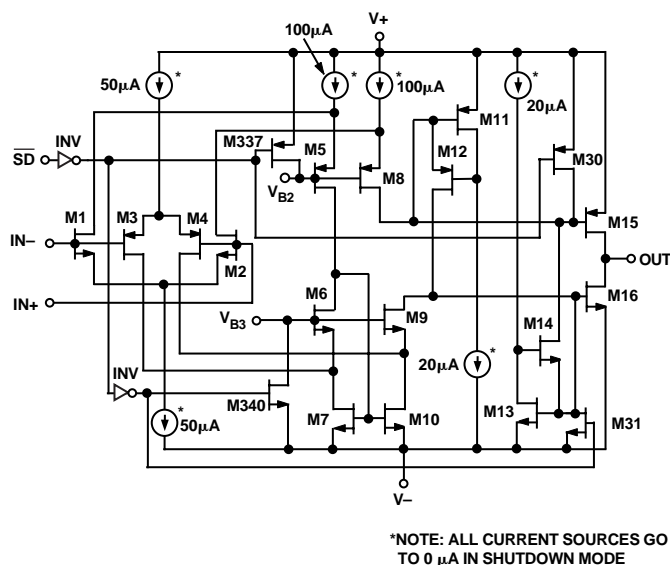 V+
100μA
*
50μA
*
*
100μA
*
20μA
M11
INV
SD
M337
M5
M12
M30
M8
VB2
M1
M3
M4
M15
IN–
M2
OUT
M6
M16
IN+
VB3
M9
M14
*
20μA
INV
*
50μA
M340
M7
M10
M13
M31
V–
*NOTE: ALL CURRENT SOURCES GO
TO 0 μA IN SHUTDOWN MODE